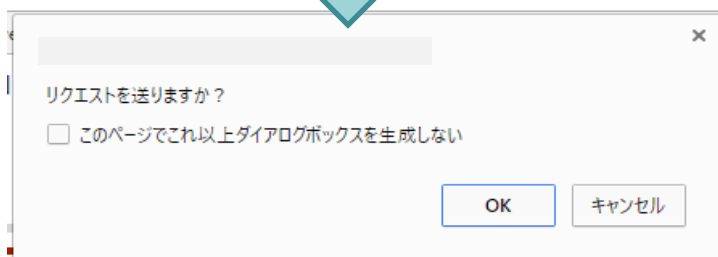 リクエストを送りますか？
このページでこれ以上ダイアログボックスを生成しない
OK
キャンセル